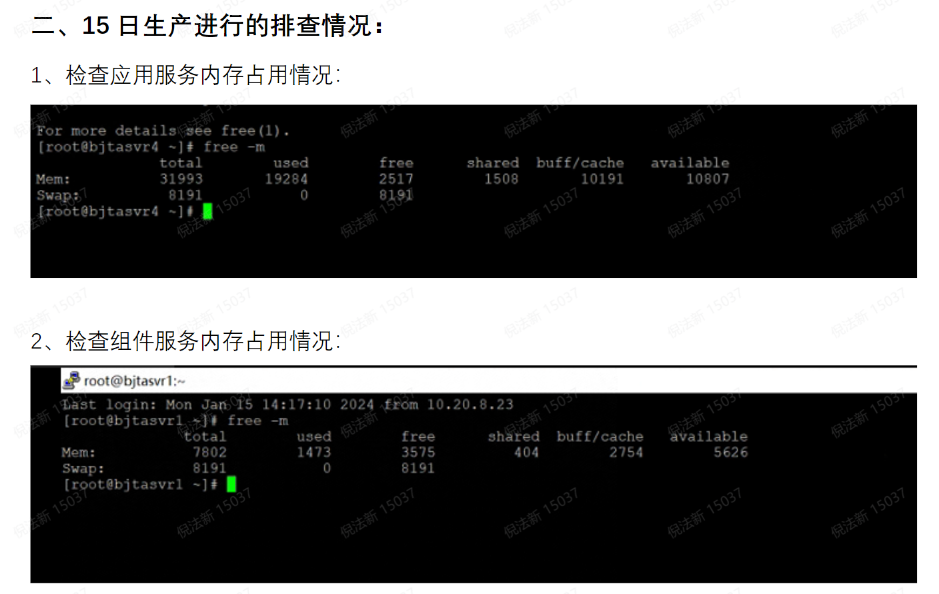 二、15 日生产进行的排查情况：
1、检查应用服务内存占用情况：
For more details see free(1).
[root@bjtasvr4 ~]# free -m
total used free shared buff/cache available
Mem: 31993 19284 2517 1508 10191 10807
Swap: 8191 0 8191
[root@bjtasvr4 ~]#
2、检查组件服务内存占用情况：
root@bjtasvr1:~
Last login: Mon Jan 15 14:17:10 2024 from 10.20.8.23
[root@bjtasvr1 ~]# free -m
total used free shared buff/cache available
Mem: 7802 1473 3575 404 2754 5626
Swap: 8191 0 8191
[root@bjtasvr1 ~]#
倪法新 15037